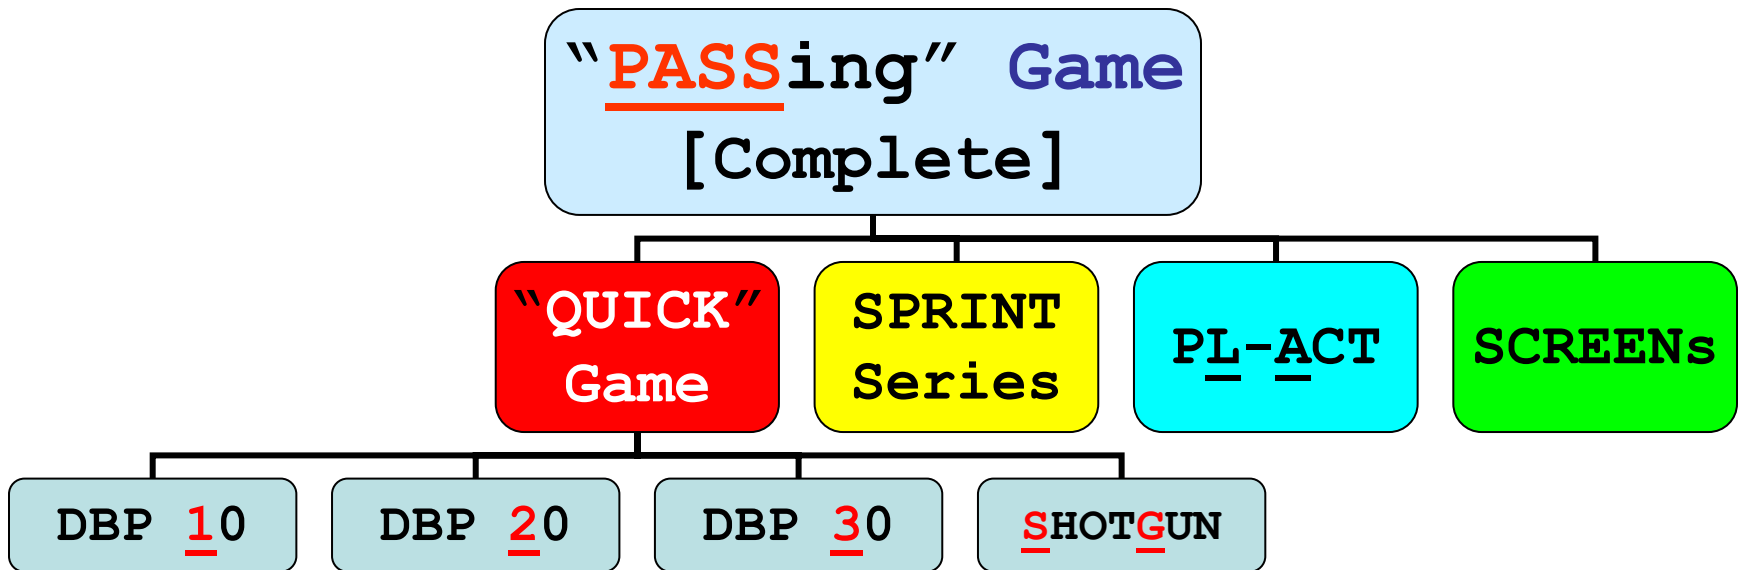 “PASSing” Game
[Complete]
“QUICK”
Game
SPRINT
Series
PL-ACT
SCREENs
DBP 10
DBP 20
DBP 30
SHOTGUN